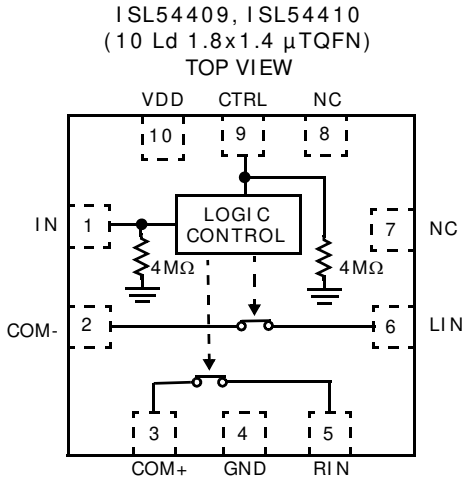 ISL54409, ISL54410
(10 Ld 1.8x1.4 µTQFN)
TOP VIEW
VDD CTRL NC
10 9 8
IN 1 LOGIC CONTROL 7 NC
4MΩ 4MΩ
COM- 2 6 LIN
3 4 5
COM+ GND RIN